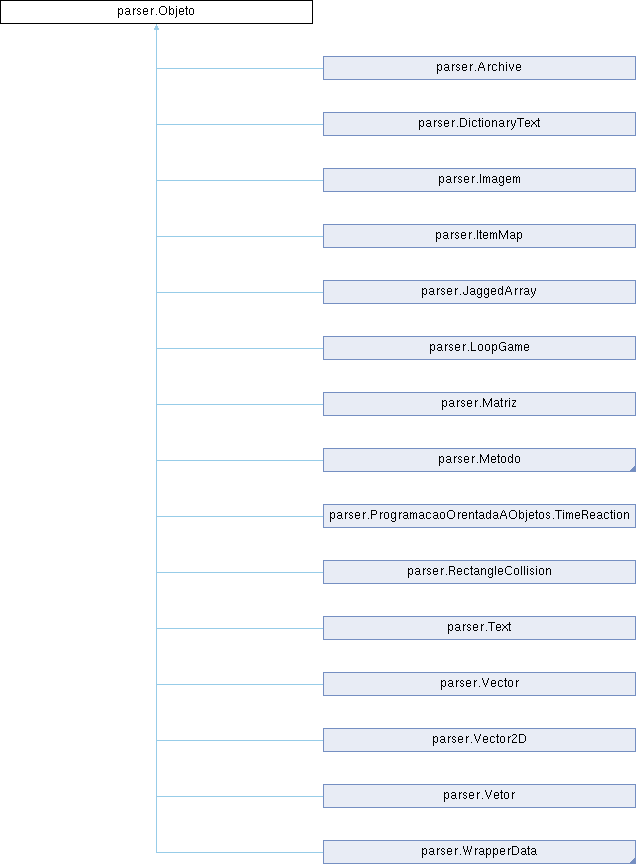 parser.Objeto
parser.Archive
parser.DictionaryText
parser.Imagem
parser.ItemMap
parser.JaggedArray
parser.LoopGame
parser.Matriz
parser.Metodo
parser.ProgramacaoOrentadaAObjetos.TimeReaction
parser.RectangleCollision
parser.Text
parser.Vector
parser.Vector2D
parser.Vetor
parser.WrapperData